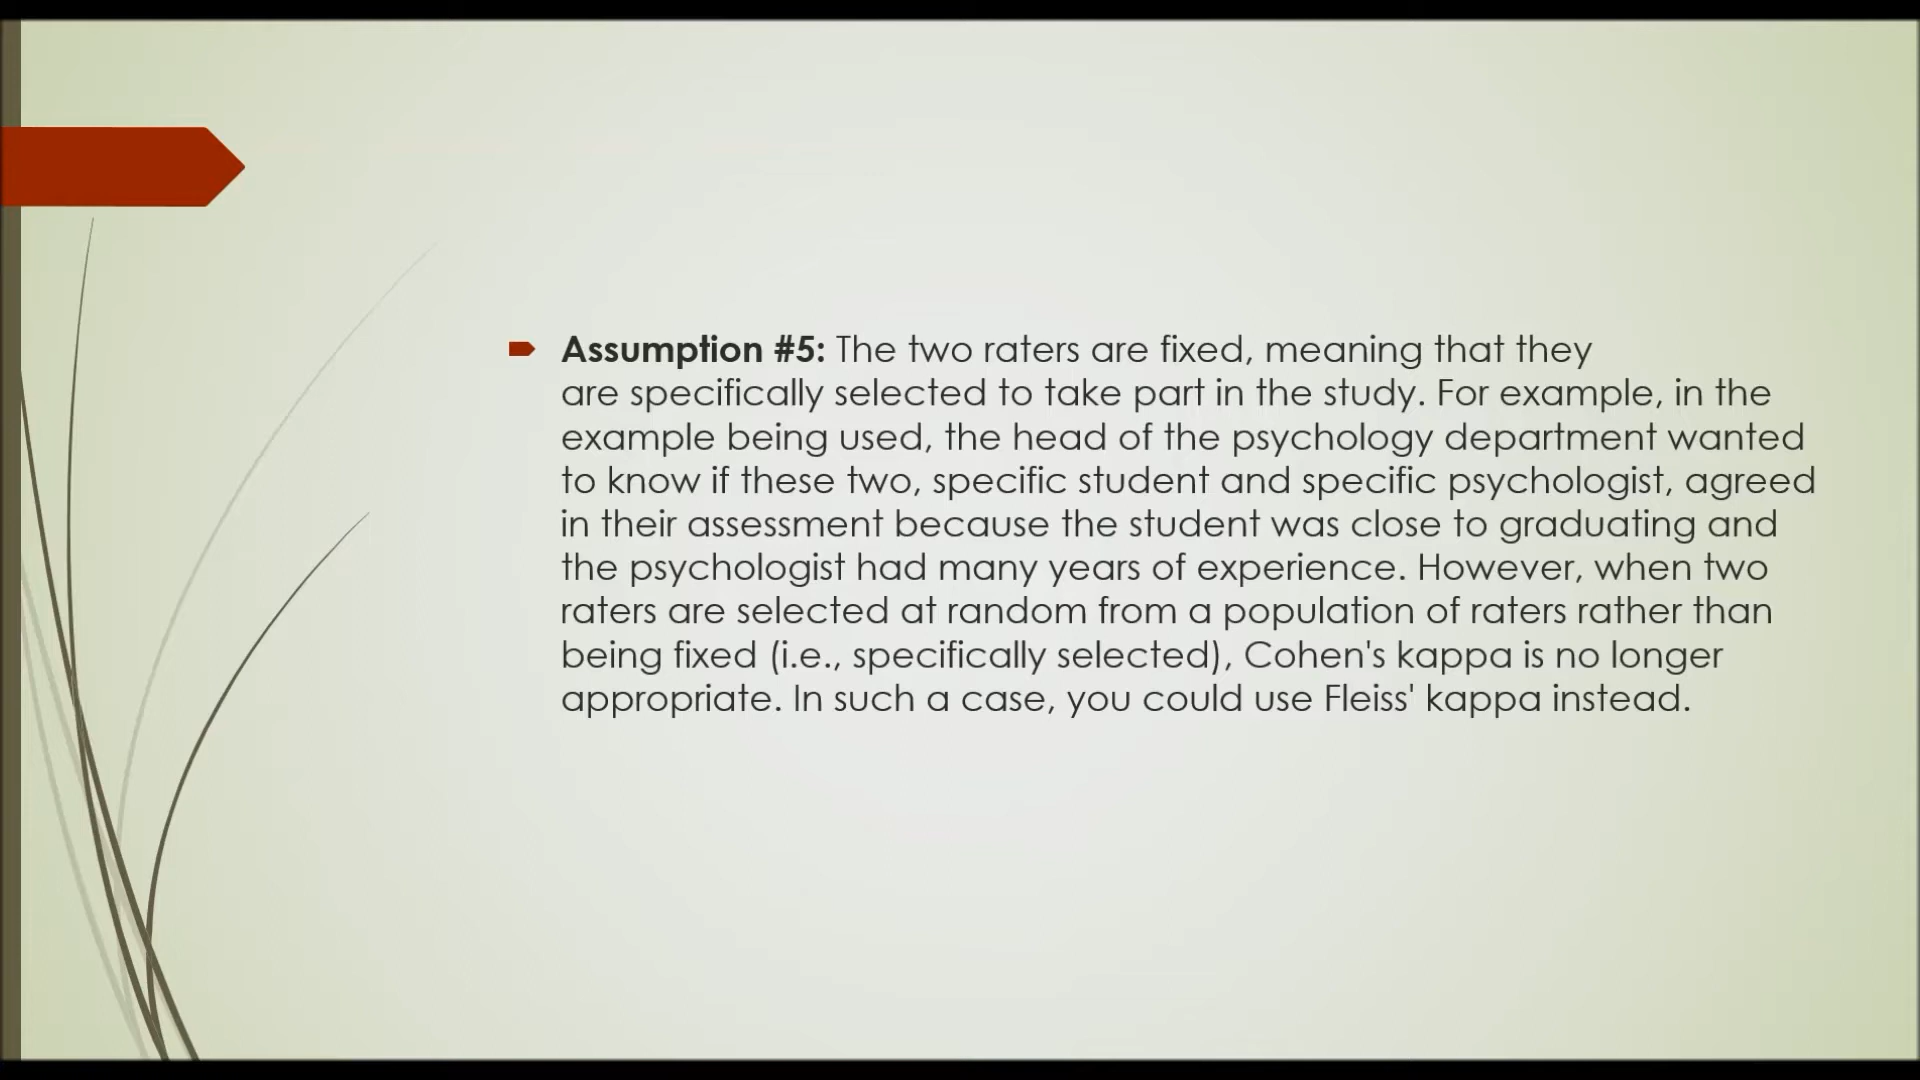 Assumption #5: The two raters are fixed, meaning that they
are specifically selected to take part in the study. For example, in the
example being used, the head of the psychology department wanted
to know if these two, specific student and specific psychologist, agreed
in their assessment because the student was close to graduating and
the psychologist had many years of experience. However, when two
raters are selected at random from a population of raters rather than
being fixed (i.e., specifically selected), Cohen's kappa is no longer
appropriate. In such a case, you could use Fleiss' kappa instead.